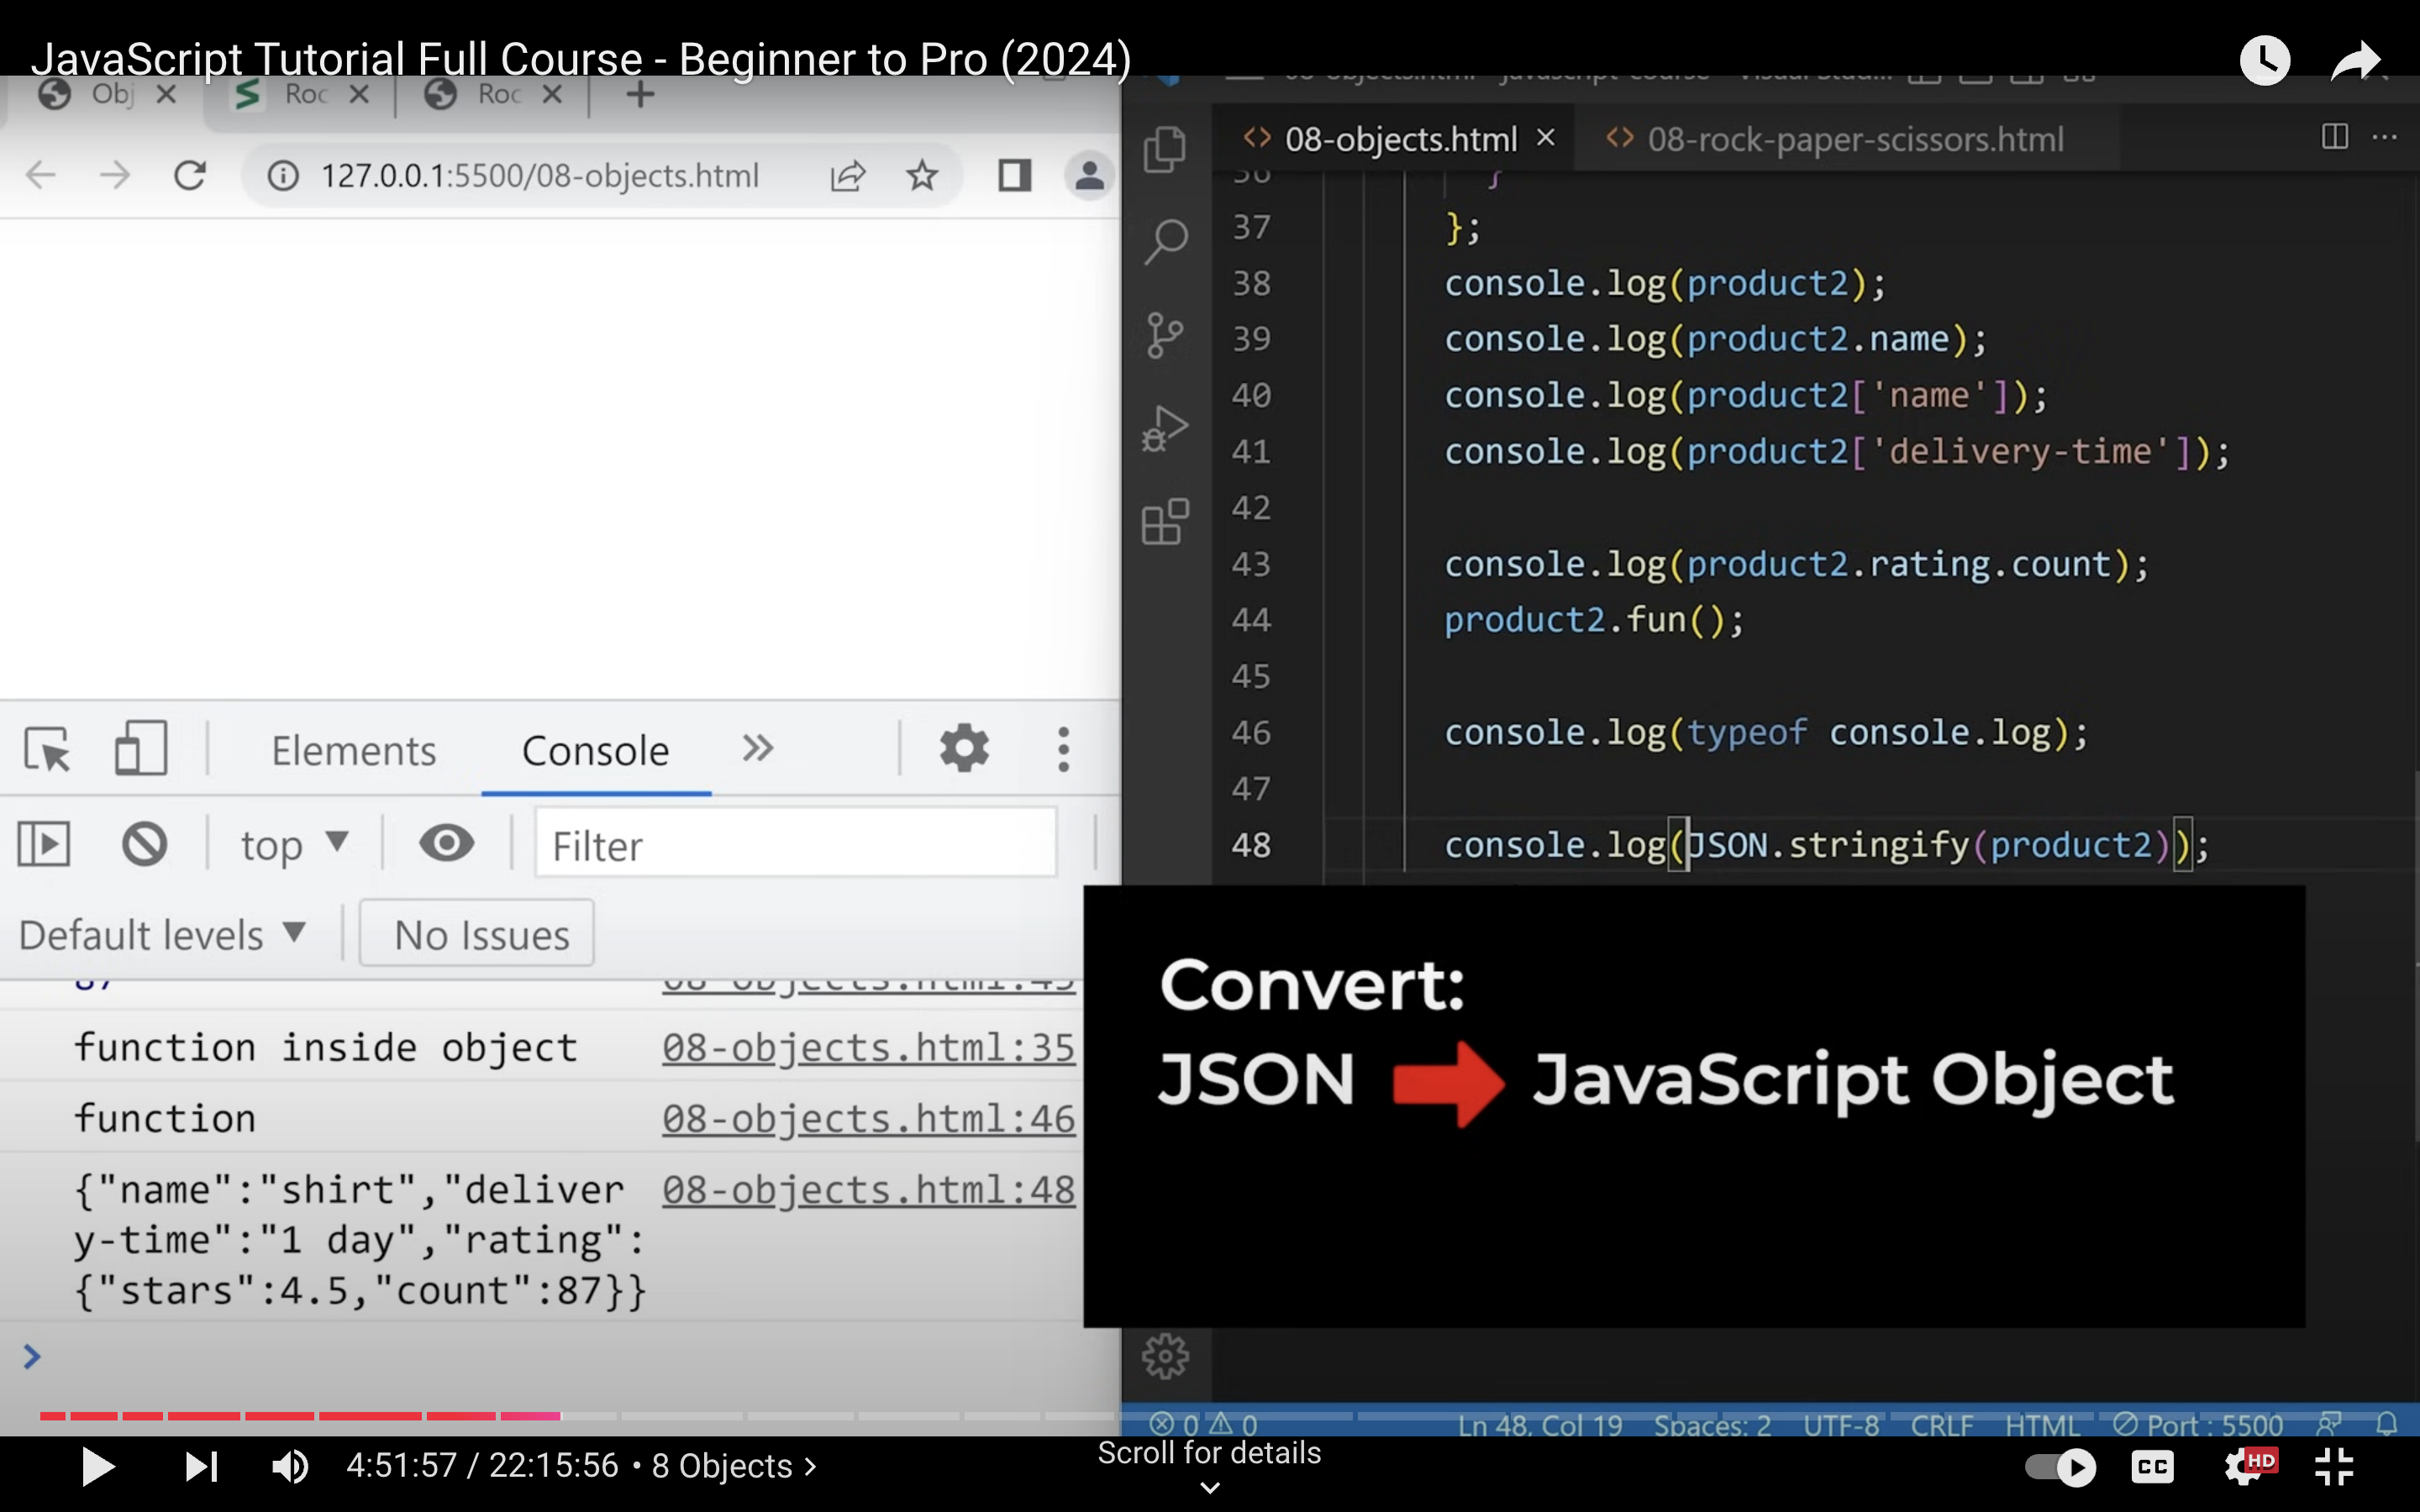 JavaScript Tutorial Full Course - Beginner to Pro (2024)
Obj
Roc
Roc
127.0.0.1:5500/08-objects.html
Elements
Console
top
Filter
Default levels
No Issues
87
function inside object 08-objects.html:35
function 08-objects.html:46
{"name":"shirt","deliver 08-objects.html:48
y-time":"1 day","rating":
{"stars":4.5,"count":87}}
08-objects.html
08-rock-paper-scissors.html
36 }
37 };
38 console.log(product2);
39 console.log(product2.name);
40 console.log(product2['name']);
41 console.log(product2['delivery-time']);
42
43 console.log(product2.rating.count);
44 product2.fun();
45
46 console.log(typeof console.log);
47
48 console.log(JSON.stringify(product2));
Convert:
JSON JavaScript Object
0 0 Ln 48, Col 19 Spaces: 2 UTF-8 CRLF HTML Port : 5500
4:51:57 / 22:15:56 • 8 Objects
Scroll for details
CC
HD